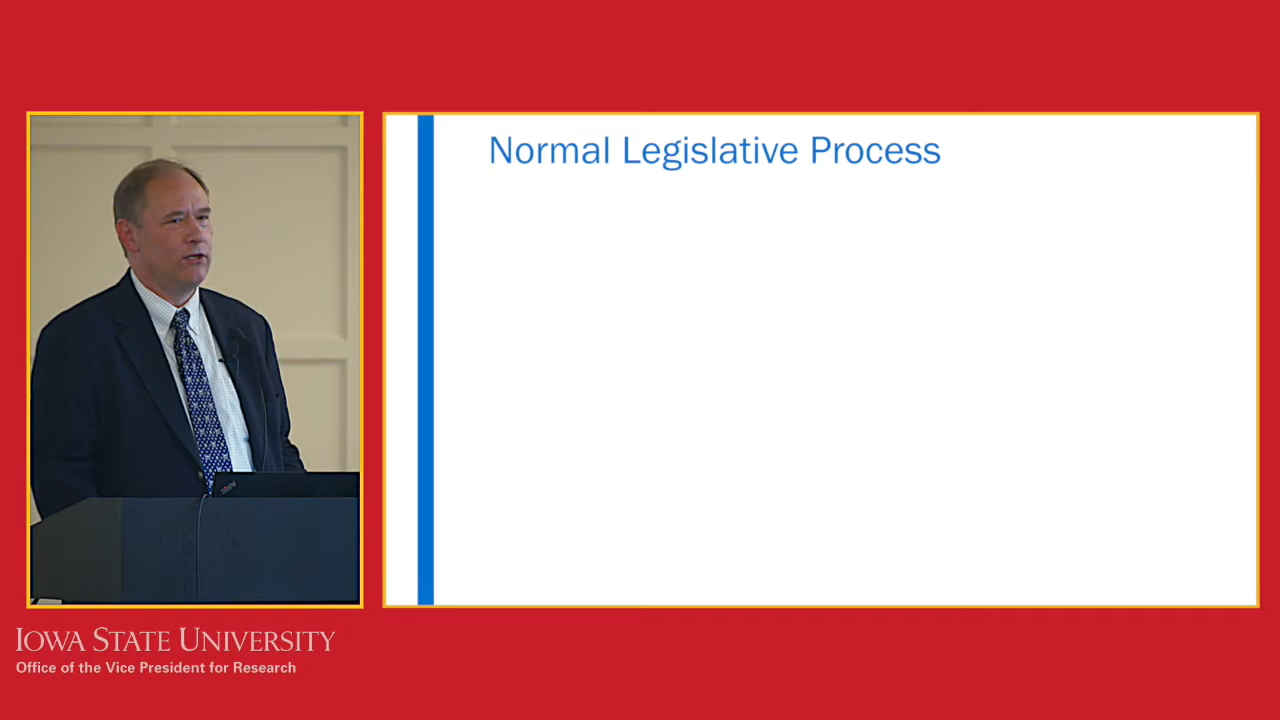 Normal Legislative Process
IOWA STATE UNIVERSITY
Office of the Vice President for Research